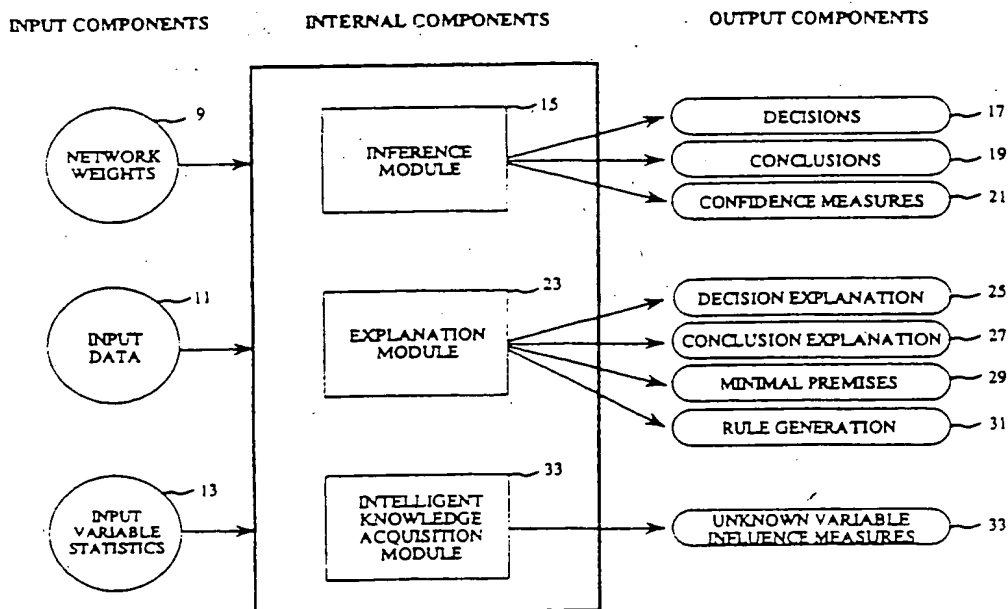 INPUT COMPONENTS
INTERNAL COMPONENTS
OUTPUT COMPONENTS
9
NETWORK
WEIGHTS
11
INPUT
DATA
13
INPUT
VARIABLE
STATISTICS
15
INFERENCE
MODULE
23
EXPLANATION
MODULE
33
INTELLIGENT
KNOWLEDGE
ACQUISITION
MODULE
DECISIONS
17
CONCLUSIONS
19
CONFIDENCE MEASURES
21
DECISION EXPLANATION
25
CONCLUSION EXPLANATION
27
MINIMAL PREMISES
29
RULE GENERATION
31
UNKNOWN VARIABLE
INFLUENCE MEASURES
33